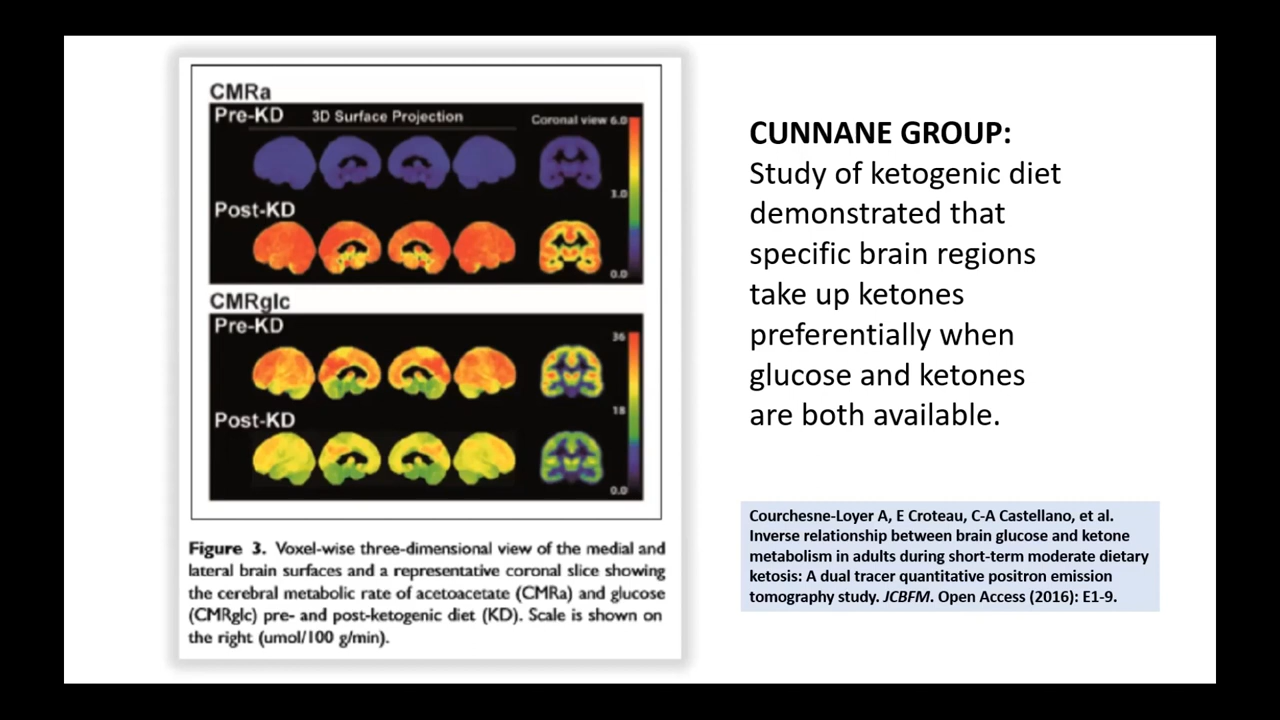 CMRa
Pre-KD 3D Surface Projection Coronal view 6.0
3.0
Post-KD
0.0
CMRglc
Pre-KD
36
18
Post-KD
0.0
Figure 3. Voxel-wise three-dimensional view of the medial and
lateral brain surfaces and a representative coronal slice showing
the cerebral metabolic rate of acetoacetate (CMRa) and glucose
(CMRglc) pre- and post-ketogenic diet (KD). Scale is shown on
the right (umol/100 g/min).
CUNNANE GROUP:
Study of ketogenic diet
demonstrated that
specific brain regions
take up ketones
preferentially when
glucose and ketones
are both available.
Courchesne-Loyer A, E Croteau, C-A Castellano, et al.
Inverse relationship between brain glucose and ketone
metabolism in adults during short-term moderate dietary
ketosis: A dual tracer quantitative positron emission
tomography study. JCBFM. Open Access (2016): E1-9.